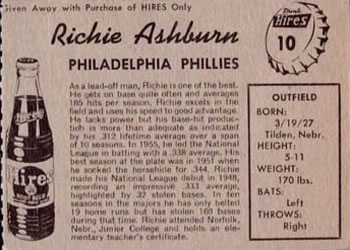 Given Away with Purchase of HIRES Only
Richie Ashburn
PHILADELPHIA PHILLIES
Drink
Hires
10
As a lead-off man, Richie is one of the best.
He gets on base quite often and averages
185 hits per season. Richie excels in the
field and uses his speed to good advantage.
He lacks power but his base-hit produc-
tion is more than adequate as indicated
by his .312 lifetime average over a span
of 10 seasons. In 1955, he led the National
League in batting with a .338 average. His
best season at the plate was in 1951 when
he socked the horsehide for .344. Richie
made his National League debut in 1948,
recording an impressive .333 average,
highlighted by 32 stolen bases. In ten
seasons in the majors he has only belted
19 home runs but has stolen 160 bases
during that time. Richie attended Norfolk,
Nebr., Junior College and holds an ele-
mentary teacher's certificate.
OUTFIELD
BORN:
3/19/27
Tilden, Nebr.
HEIGHT:
5-11
WEIGHT:
170 lbs.
BATS:
Left
THROWS:
Right
Hires